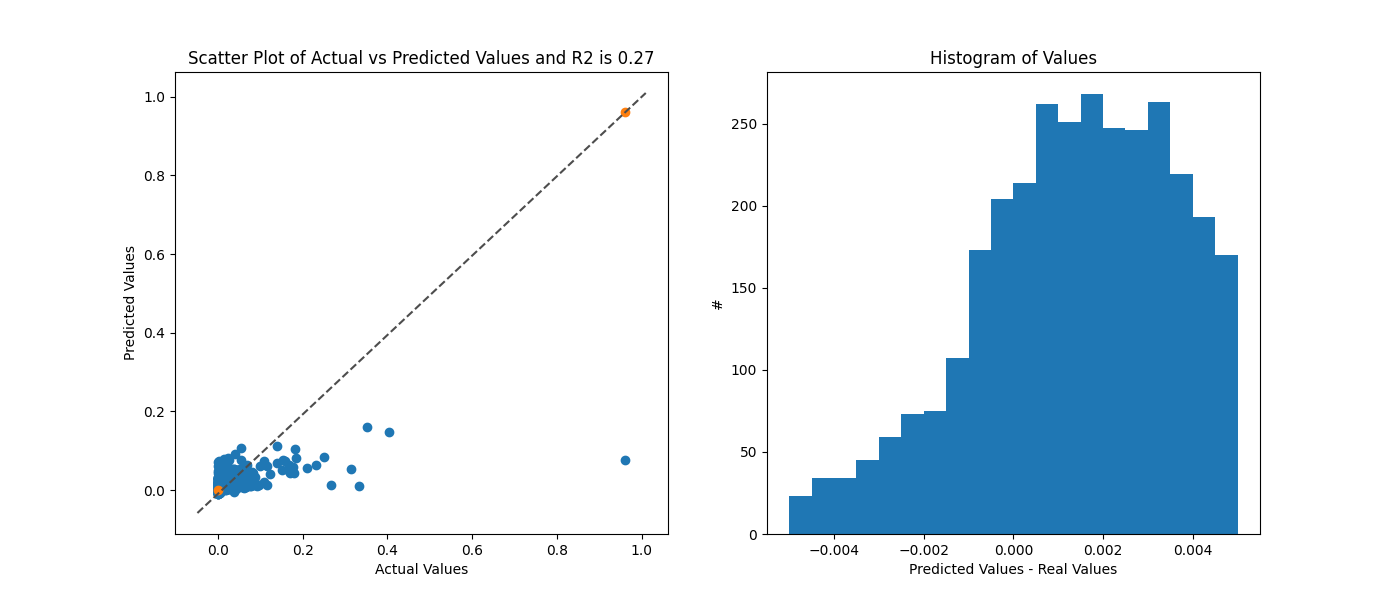 Scatter Plot of Actual vs Predicted Values and R2 is 0.27
Predicted Values
1.0
0.8
0.6
0.4
0.2
0.0
0.0 0.2 0.4 0.6 0.8 1.0
Actual Values
Histogram of Values
#
250
200
150
100
50
0
−0.004 −0.002 0.000 0.002 0.004
Predicted Values - Real Values